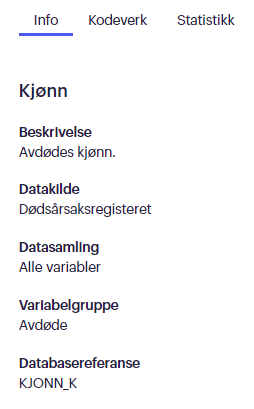 Info Kodeverk Statistikk
Kjønn
Beskrivelse
Avdødes kjønn.
Datakilde
Dødsårsaksregisteret
Datasamling
Alle variabler
Variabelgruppe
Avdøde
Databasereferanse
KJONN_K